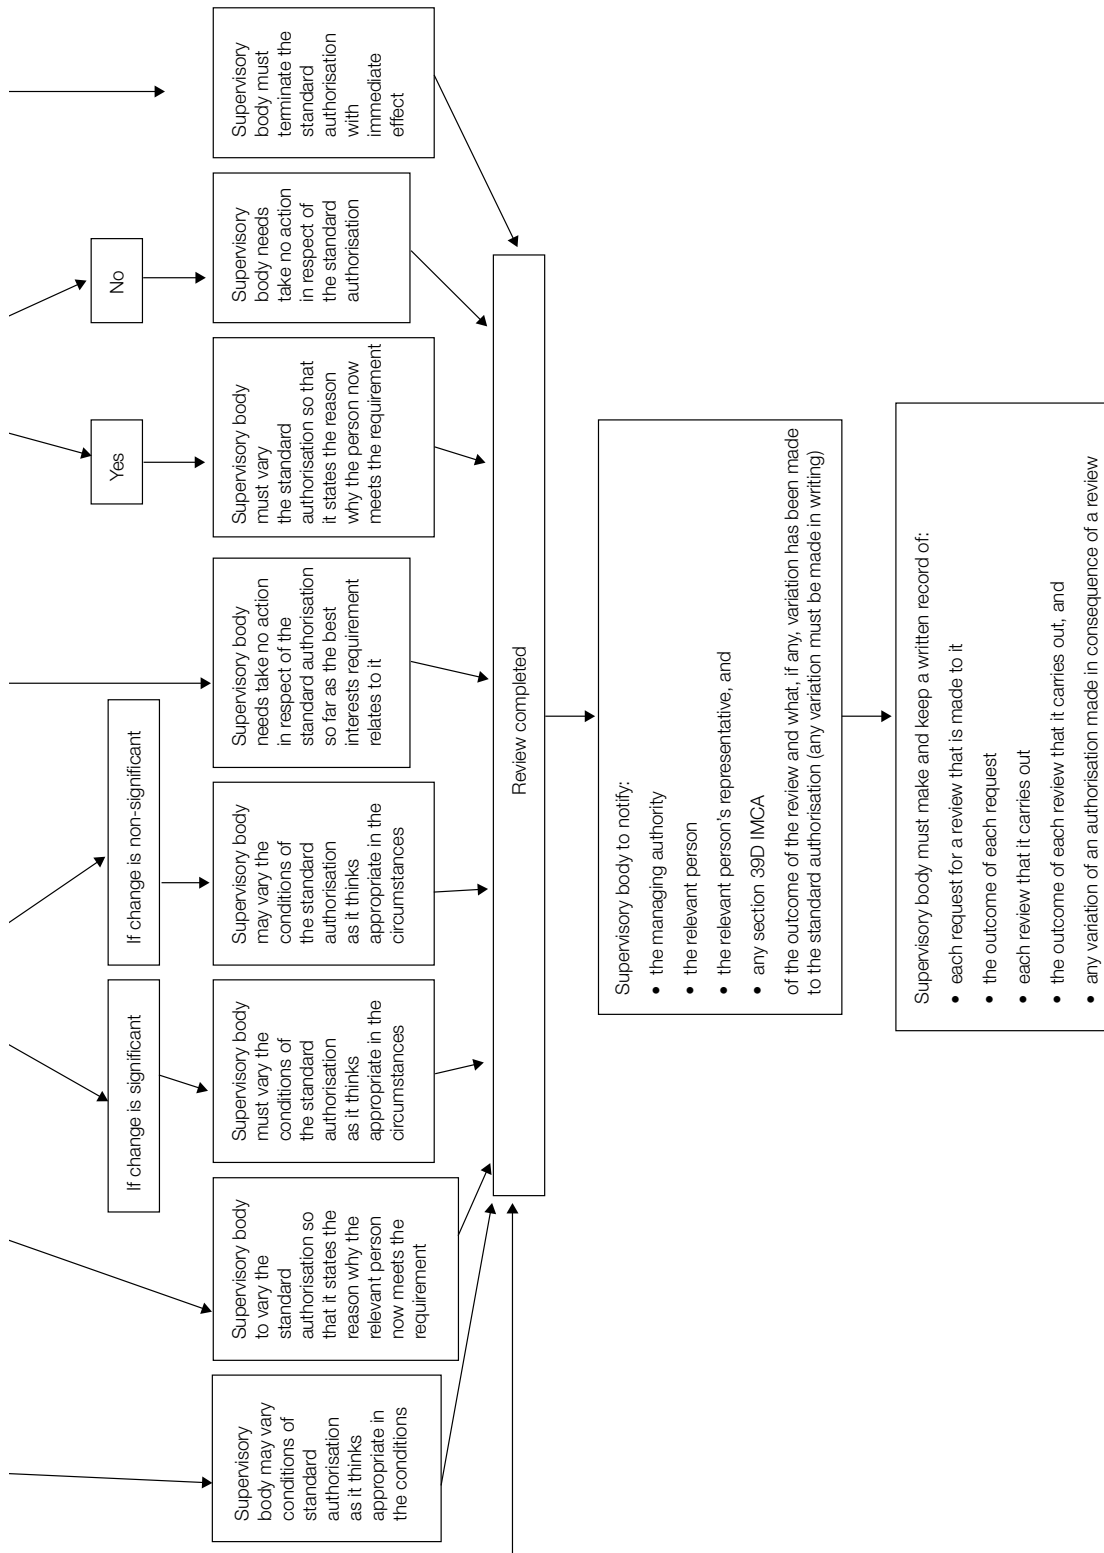 If change is significant
If change is non-significant
Yes
No
Supervisory
body may vary
conditions of
standard
authorisation
as it thinks
appropriate in
the conditions
Supervisory body
to vary the
standard
authorisation so
that it states the
reason why the
relevant person
now meets the
requirement
Supervisory body
must vary the
conditions of
the standard
authorisation
as it thinks
appropriate in the
circumstances
Supervisory body
may vary the
conditions of
the standard
authorisation
as it thinks
appropriate in the
circumstances
Supervisory body
needs take no action
in respect of the
standard authorisation
so far as the best
interests requirement
relates to it
Supervisory body
must vary
the standard
authorisation so that
it states the reason
why the person now
meets the requirement
Supervisory
body needs
take no action
in respect of
the standard
authorisation
Supervisory
body must
terminate the
standard
authorisation
with
immediate
effect
Review completed
Supervisory body to notify:
• the managing authority
• the relevant person
• the relevant person's representative, and
• any section 39D IMCA
of the outcome of the review and what, if any, variation has been made
to the standard authorisation (any variation must be made in writing)
Supervisory body must make and keep a written record of:
• each request for a review that is made to it
• the outcome of each request
• each review that it carries out
• the outcome of each review that it carries out, and
• any variation of an authorisation made in consequence of a review